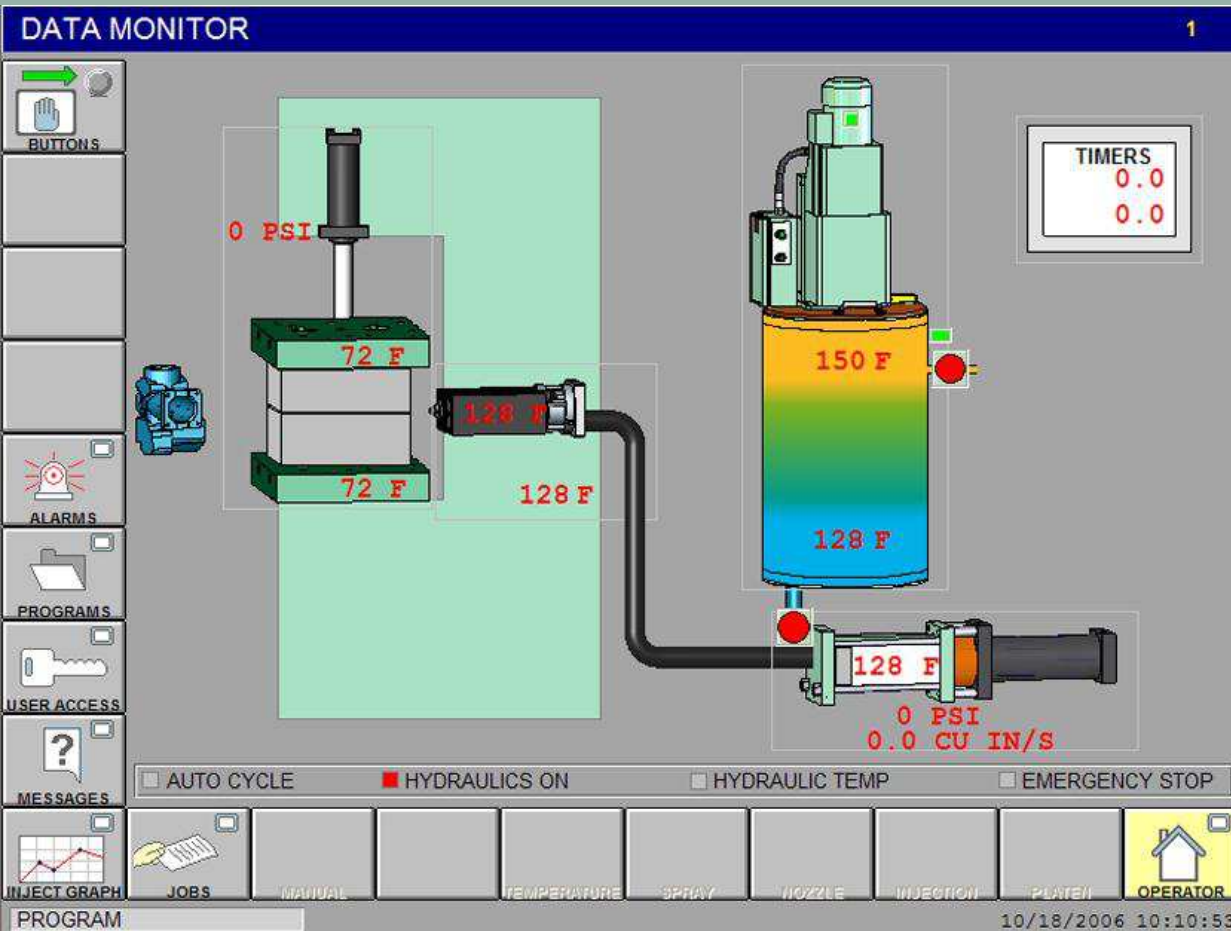 DATA MONITOR 1
BUTTONS
TIMERS
0.0
0.0
0 PSI
72 F
150 F
128 F
72 F
128 F
128 F
128 F
0 PSI
0.0 CU IN/S
ALARMS
PROGRAMS
USER ACCESS
?
MESSAGES
AUTO CYCLE HYDRAULICS ON HYDRAULIC TEMP EMERGENCY STOP
INJECT GRAPH JOBS MANUAL TEMPERATURE SPRAY NOZZLE INJECTION PLATEN OPERATOR
PROGRAM 10/18/2006 10:10:53